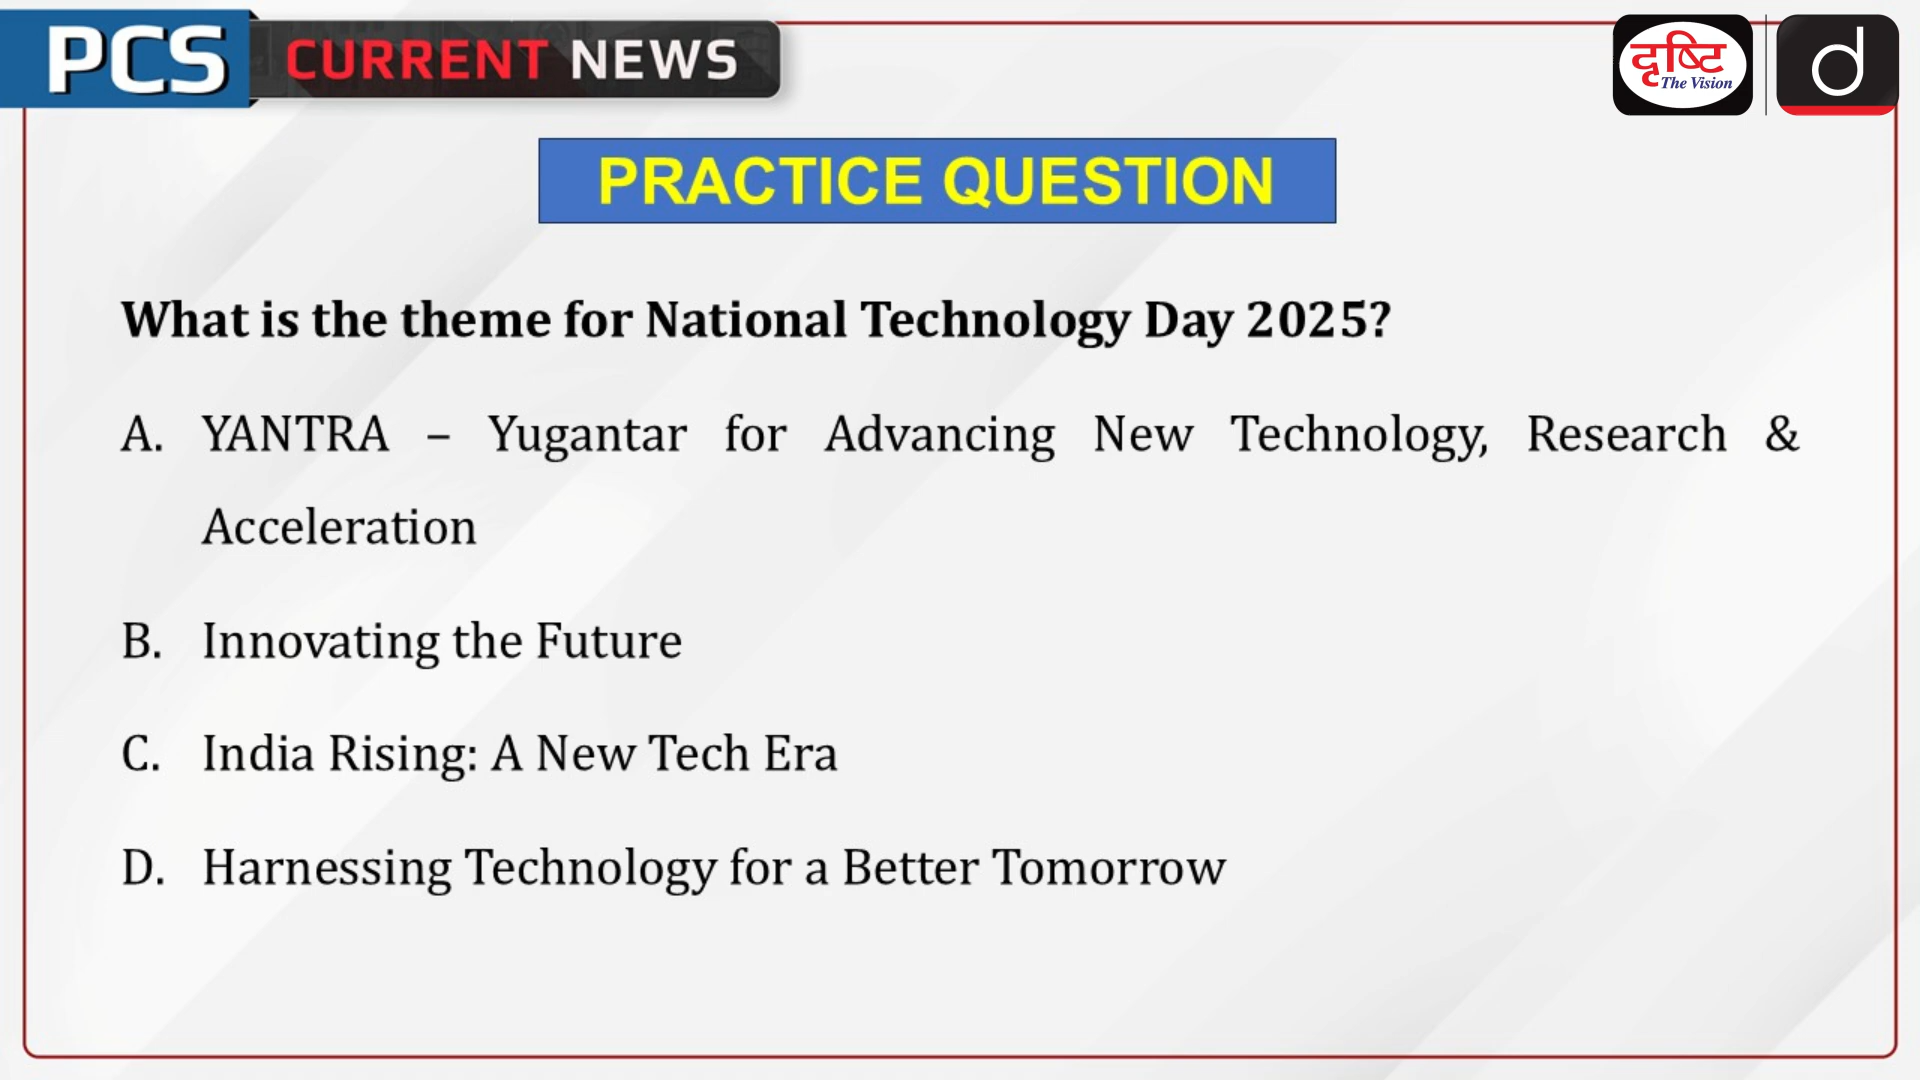 PCS CURRENT NEWS
दृष्टि
The Vision
d
PRACTICE QUESTION
What is the theme for National Technology Day 2025?
A. YANTRA – Yugantar for Advancing New Technology, Research &
Acceleration
B. Innovating the Future
C. India Rising: A New Tech Era
D. Harnessing Technology for a Better Tomorrow